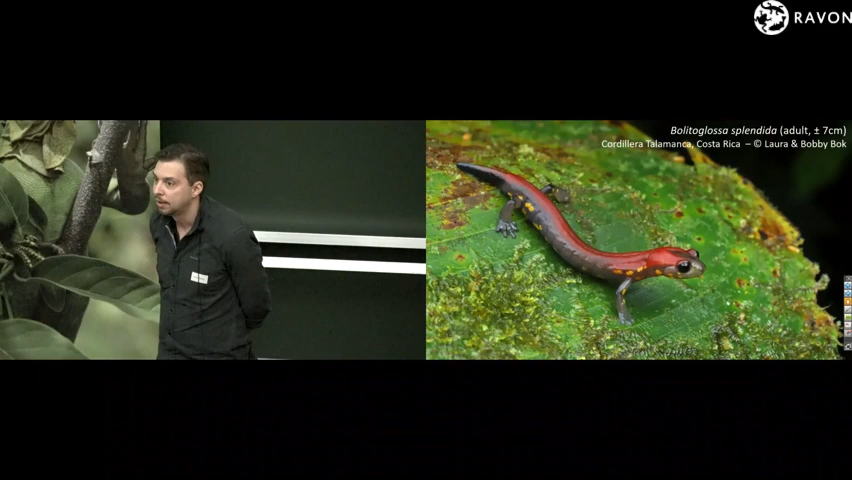 RAVON
Bolitoglossa splendida (adult, ± 7cm)
Cordillera Talamanca, Costa Rica – © Laura & Bobby Bok